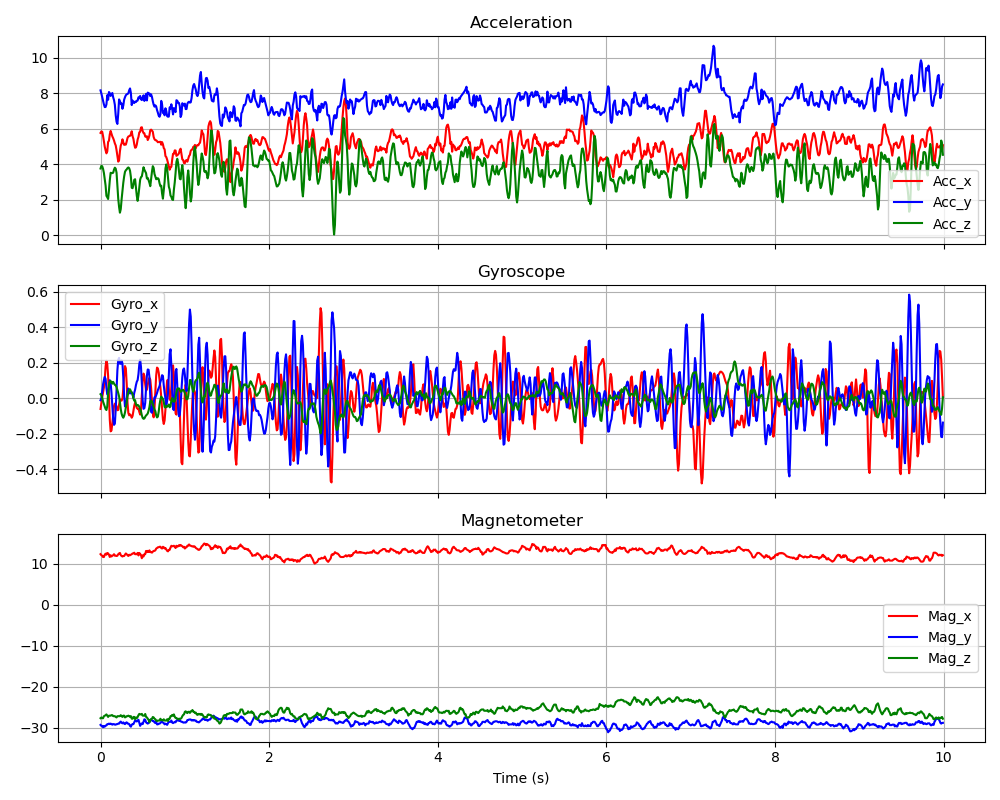 Acceleration
10
8
6
4
2
0
Acc_x
Acc_y
Acc_z
Gyroscope
0.6
0.4
0.2
0.0
−0.2
−0.4
Gyro_x
Gyro_y
Gyro_z
Magnetometer
10
0
−10
−20
−30
Mag_x
Mag_y
Mag_z
0 2 4 6 8 10
Time (s)